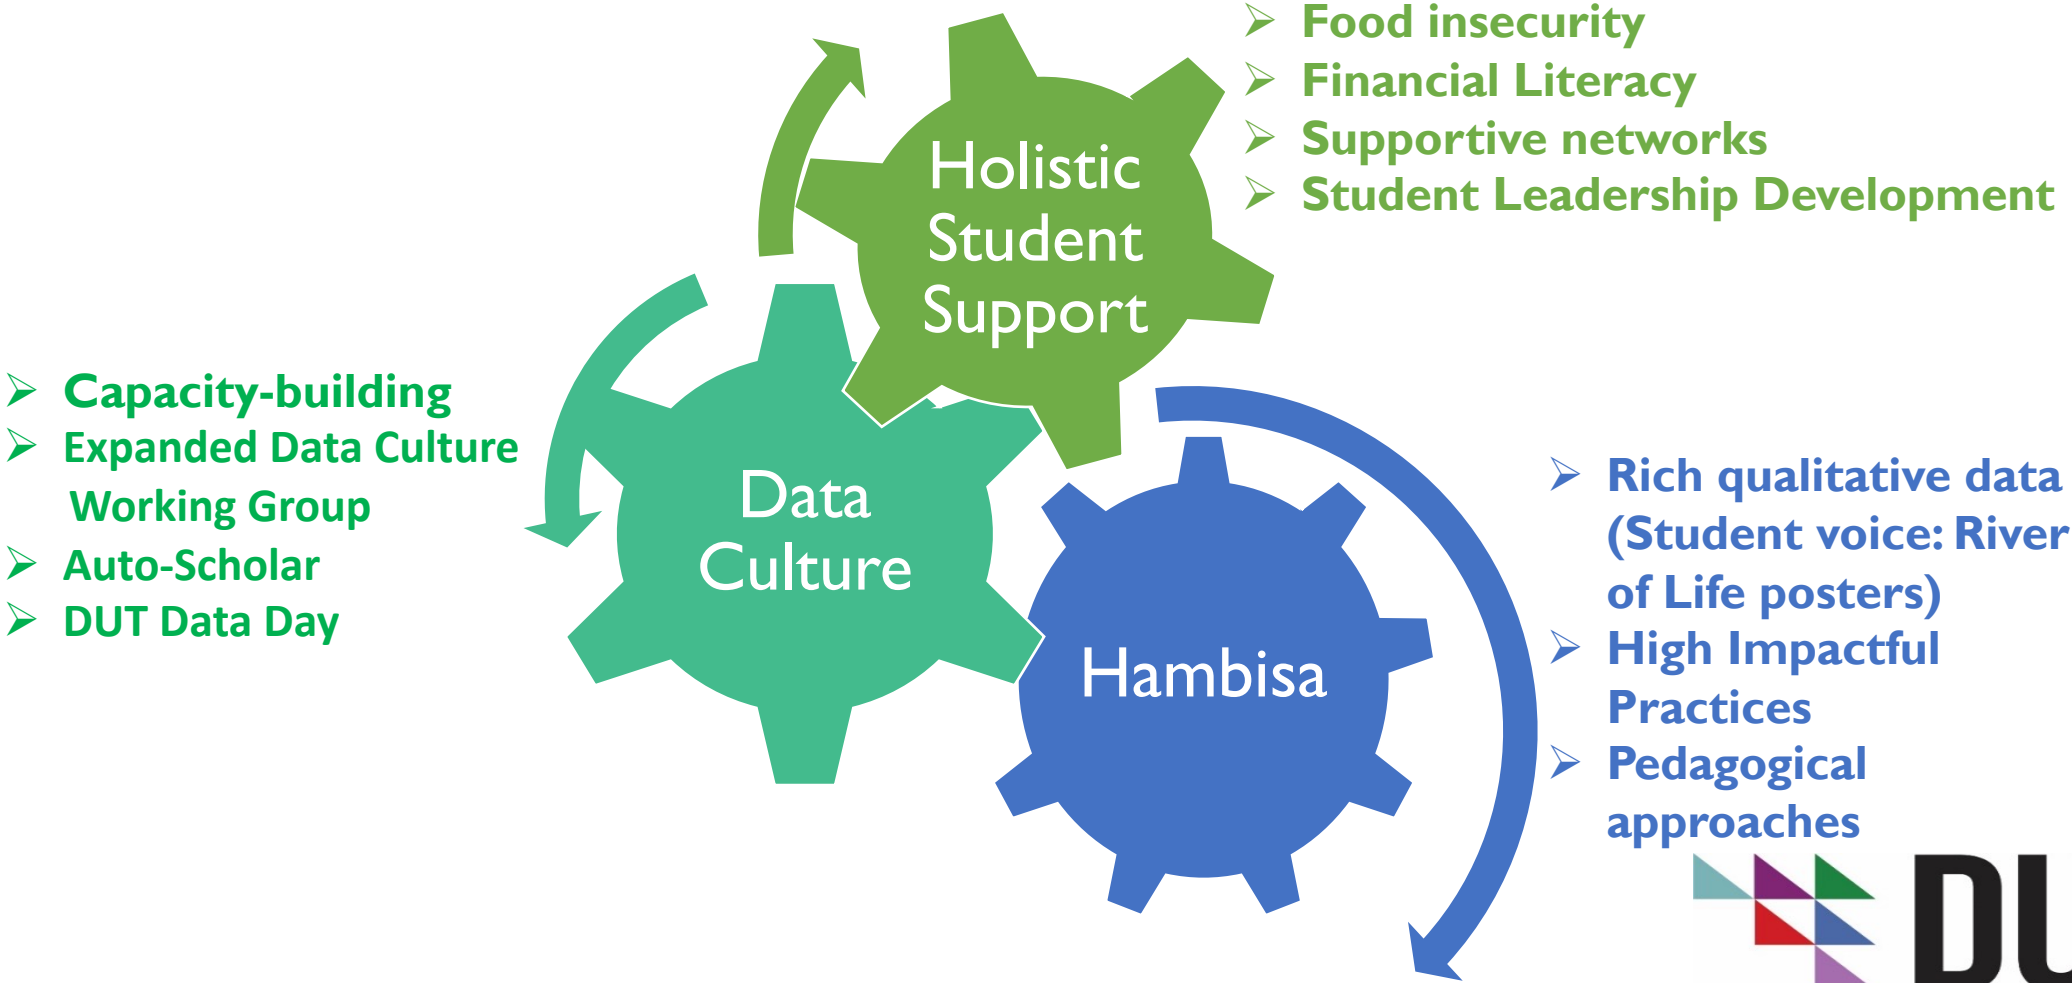 ➢ Food insecurity
➢ Financial Literacy
➢ Supportive networks
➢ Student Leadership Development
Holistic
Student
Support
➢ Capacity-building
➢ Expanded Data Culture
Working Group
➢ Auto-Scholar
➢ DUT Data Day
Data
Culture
Hambisa
➢ Rich qualitative data
(Student voice: River
of Life posters)
➢ High Impactful
Practices
➢ Pedagogical
approaches
DU